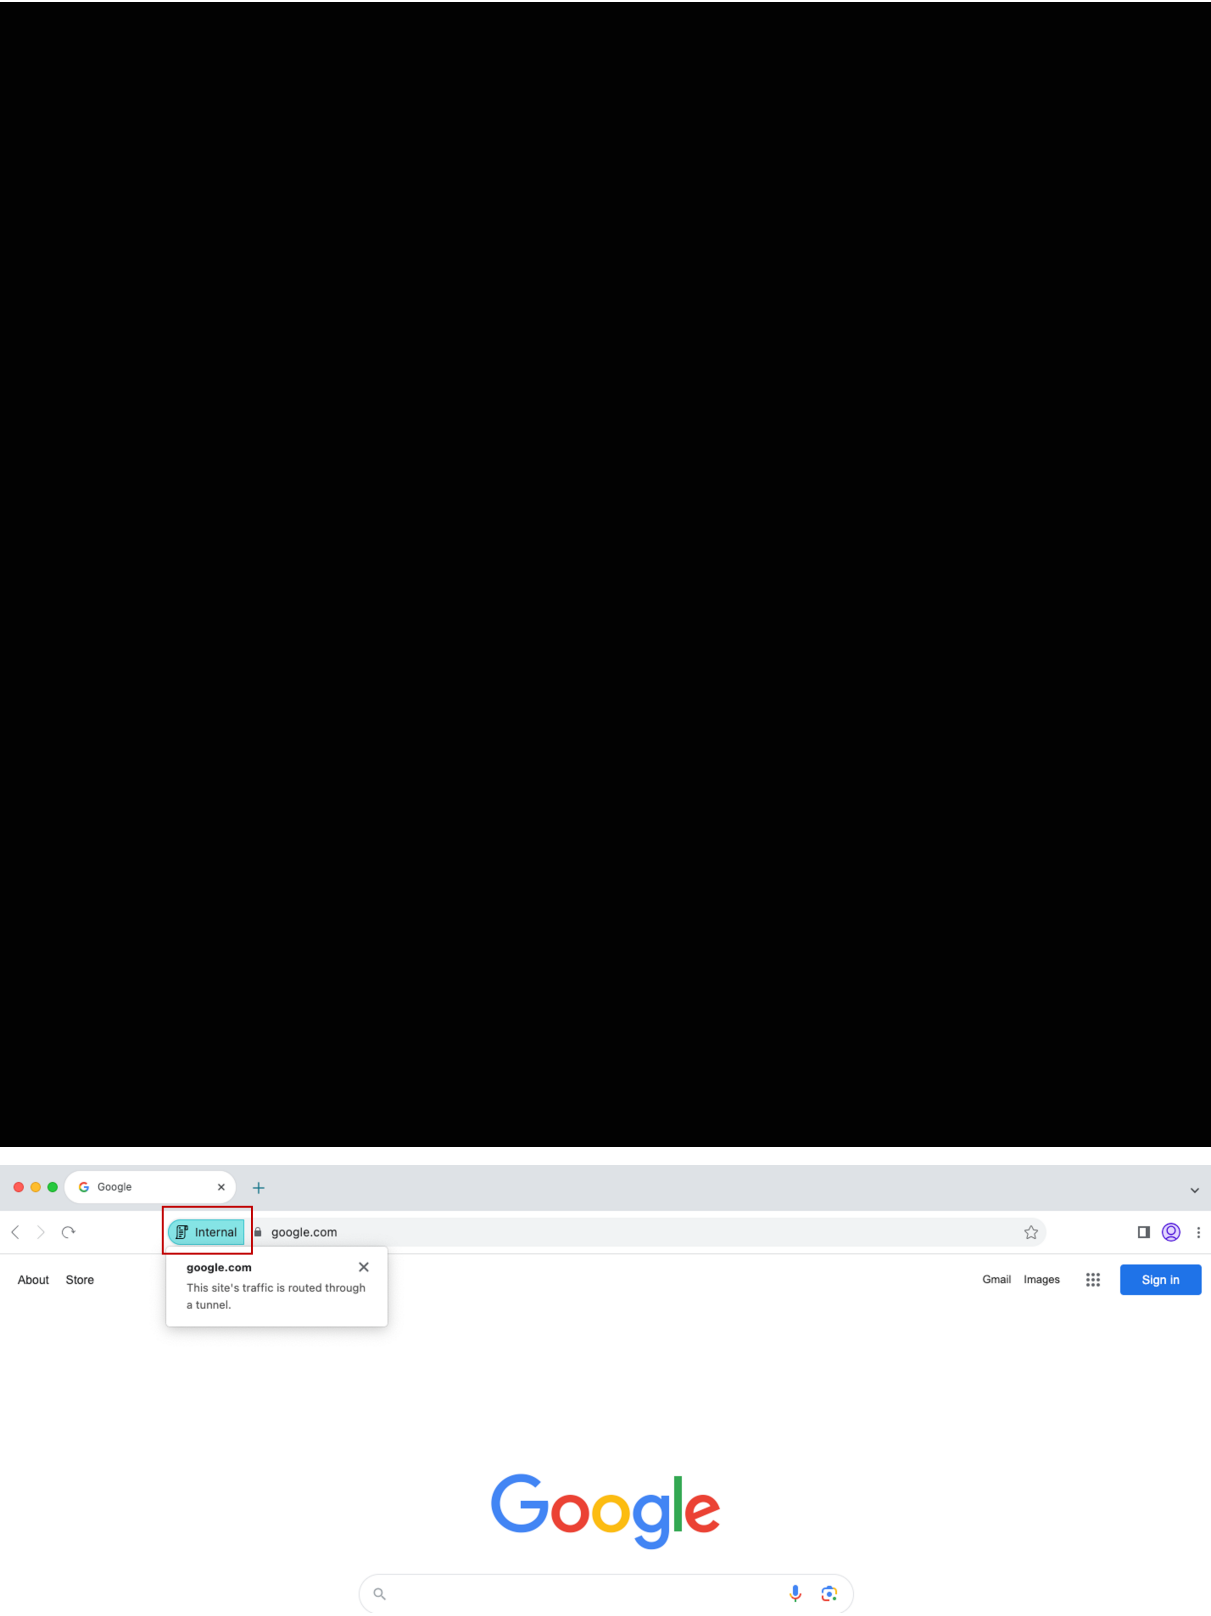 Google
Internal
google.com
google.com
This site's traffic is routed through
a tunnel.
About Store
Gmail Images
Sign in
Google